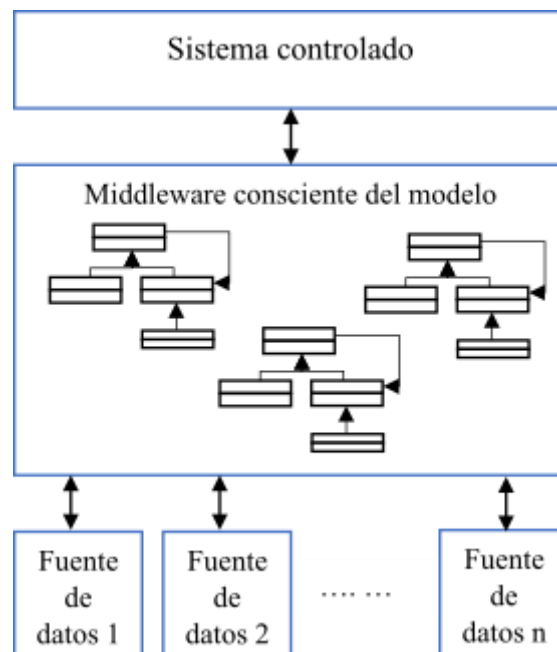 Sistema controlado
Middleware consciente del modelo
Fuente
de
datos 1
Fuente
de
datos 2
...... ......
Fuente
de
datos n